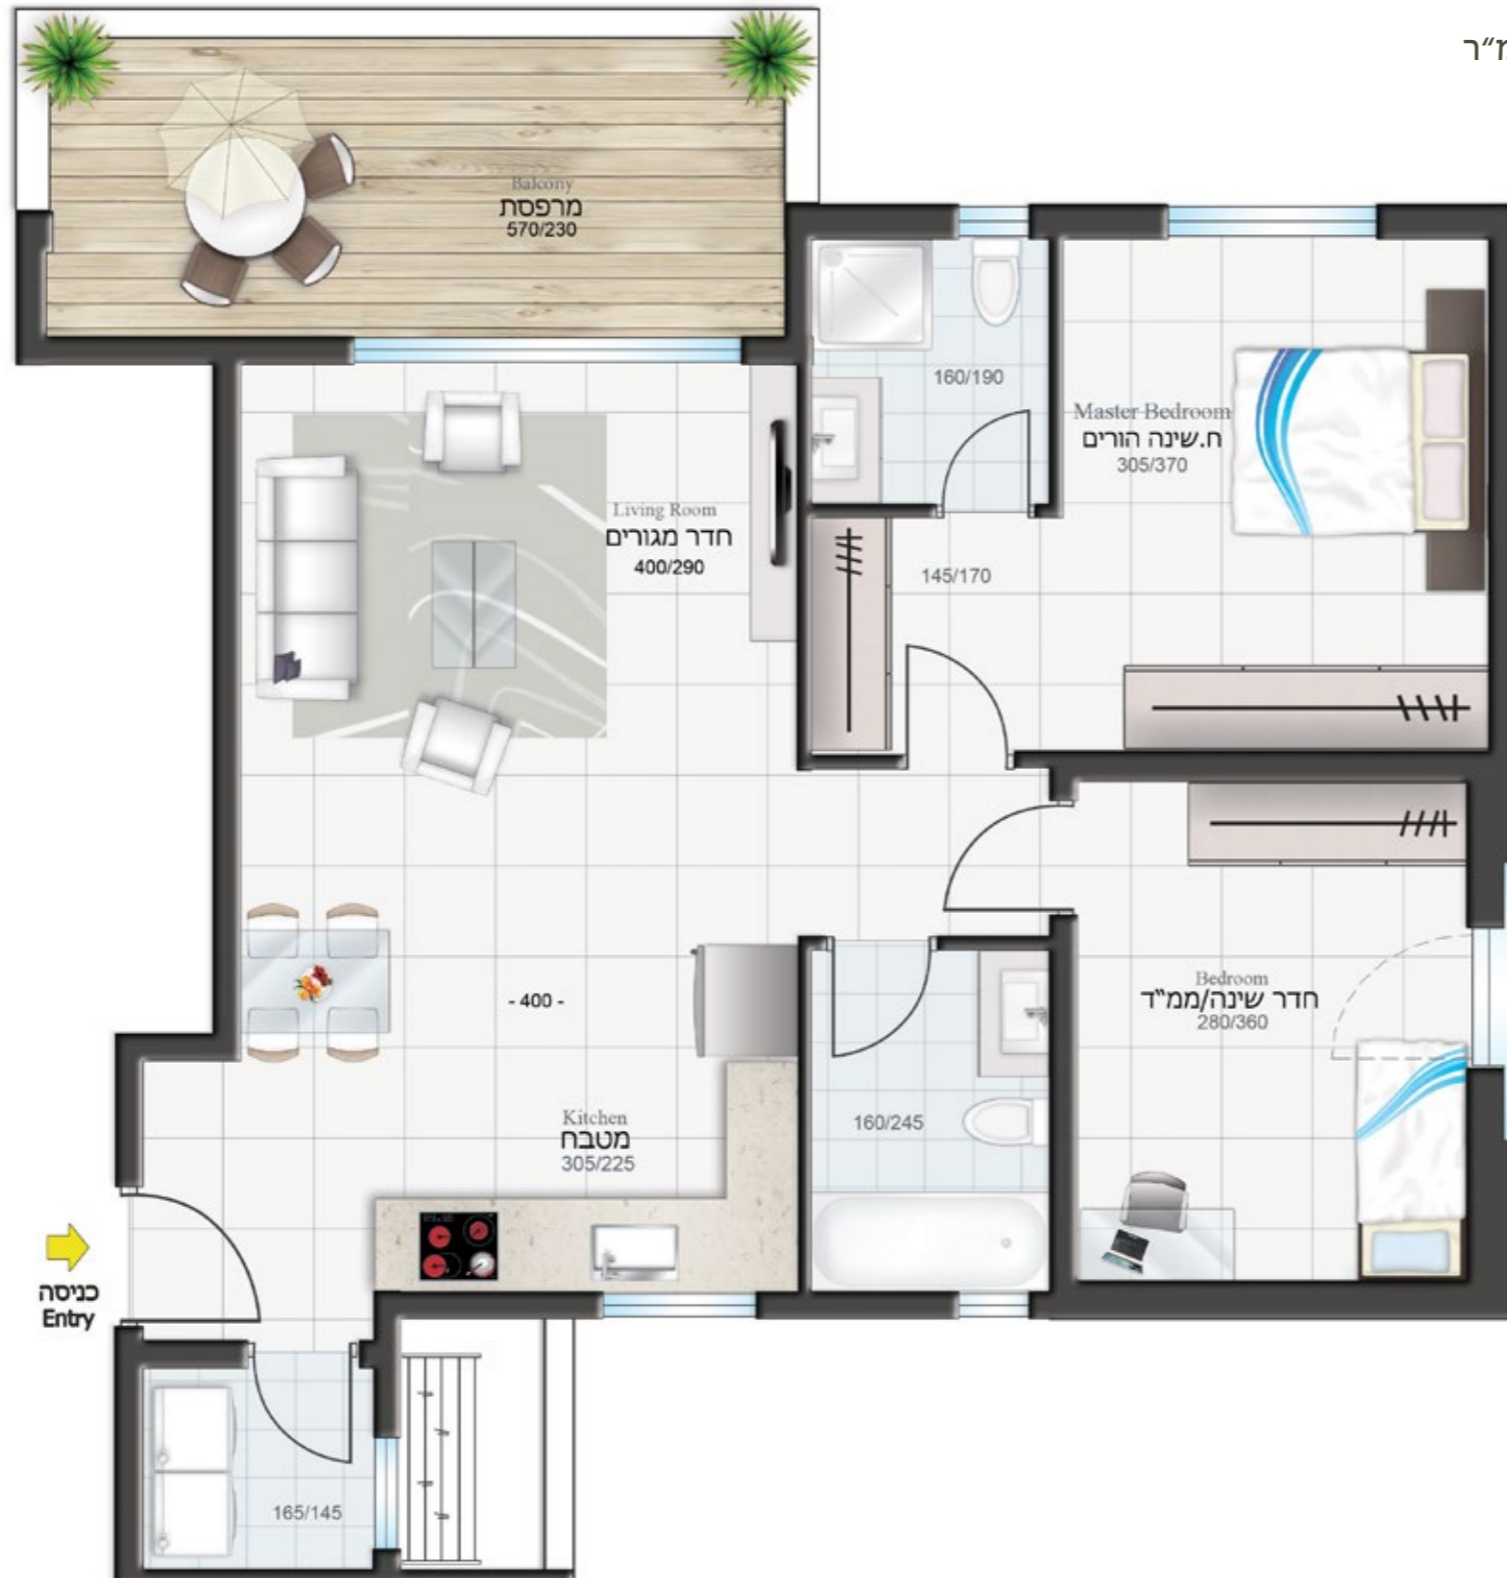 מ״ר
Balcony
מרפסת
570/230
160/190
Master Bedroom
ח.שינה הורים
305/370
Living Room
חדר מגורים
400/290
145/170
Bedroom
חדר שינה/ממ״ד
280/360
- 400 -
Kitchen
מטבח
305/225
160/245
כניסה
Entry
165/145